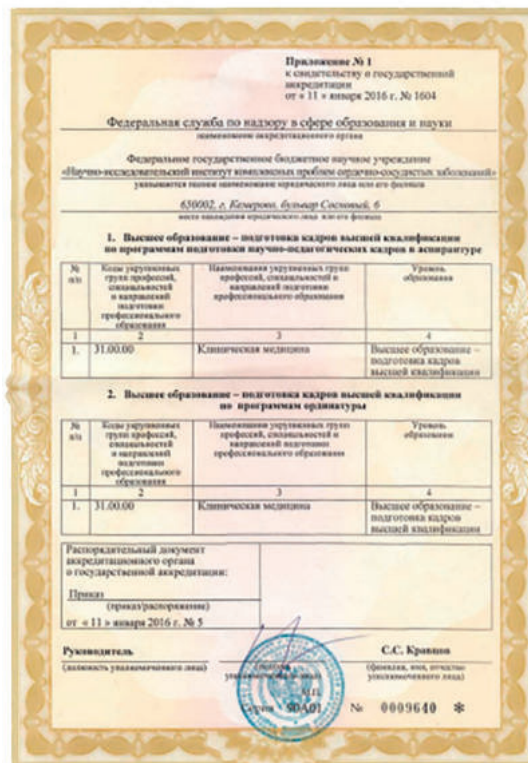 Приложение № 1
к свидетельству о государственной
аккредитации
от « 11 » января 2016 г. № 1604
Федеральная служба по надзору в сфере образования и науки
наименование аккредитационного органа
Федеральное государственное бюджетное научное учреждение
«Научно-исследовательский институт комплексных проблем сердечно-сосудистых заболеваний»
указываются полное наименование юридического лица или его филиала
650002, г. Кемерово, бульвар Сосновый, 6
место нахождения юридического лица или его филиала
1. Высшее образование – подготовка кадров высшей квалификации
по программам подготовки научно-педагогических кадров в аспирантуре
№
п/п
Коды укрупненных
групп профессий,
специальностей
и направлений
подготовки
профессионального
образования
Наименования укрупненных групп
профессий, специальностей и
направлений подготовки
профессионального образования
Уровень
образования
1 2 3 4
1. 31.00.00 Клиническая медицина Высшее образование –
подготовка кадров
высшей квалификации
2. Высшее образование – подготовка кадров высшей квалификации
по программам ординатуры
№
п/п
Коды укрупненных
групп профессий,
специальностей
и направлений
подготовки
профессионального
образования
Наименования укрупненных групп
профессий, специальностей и
направлений подготовки
профессионального образования
Уровень
образования
1 2 3 4
1. 31.00.00 Клиническая медицина Высшее образование –
подготовка кадров
высшей квалификации
Распорядительный документ
аккредитационного органа
о государственной аккредитации:
Приказ
(приказ/распоряжение)
от « 11 » января 2016 г. № 5
Руководитель
(должность уполномоченного лица)
(подпись
уполномоченного лица)
С.С. Кравцов
(фамилия, имя, отчество
уполномоченного лица)
М.П.
Серия 90А01 № 0009640 *